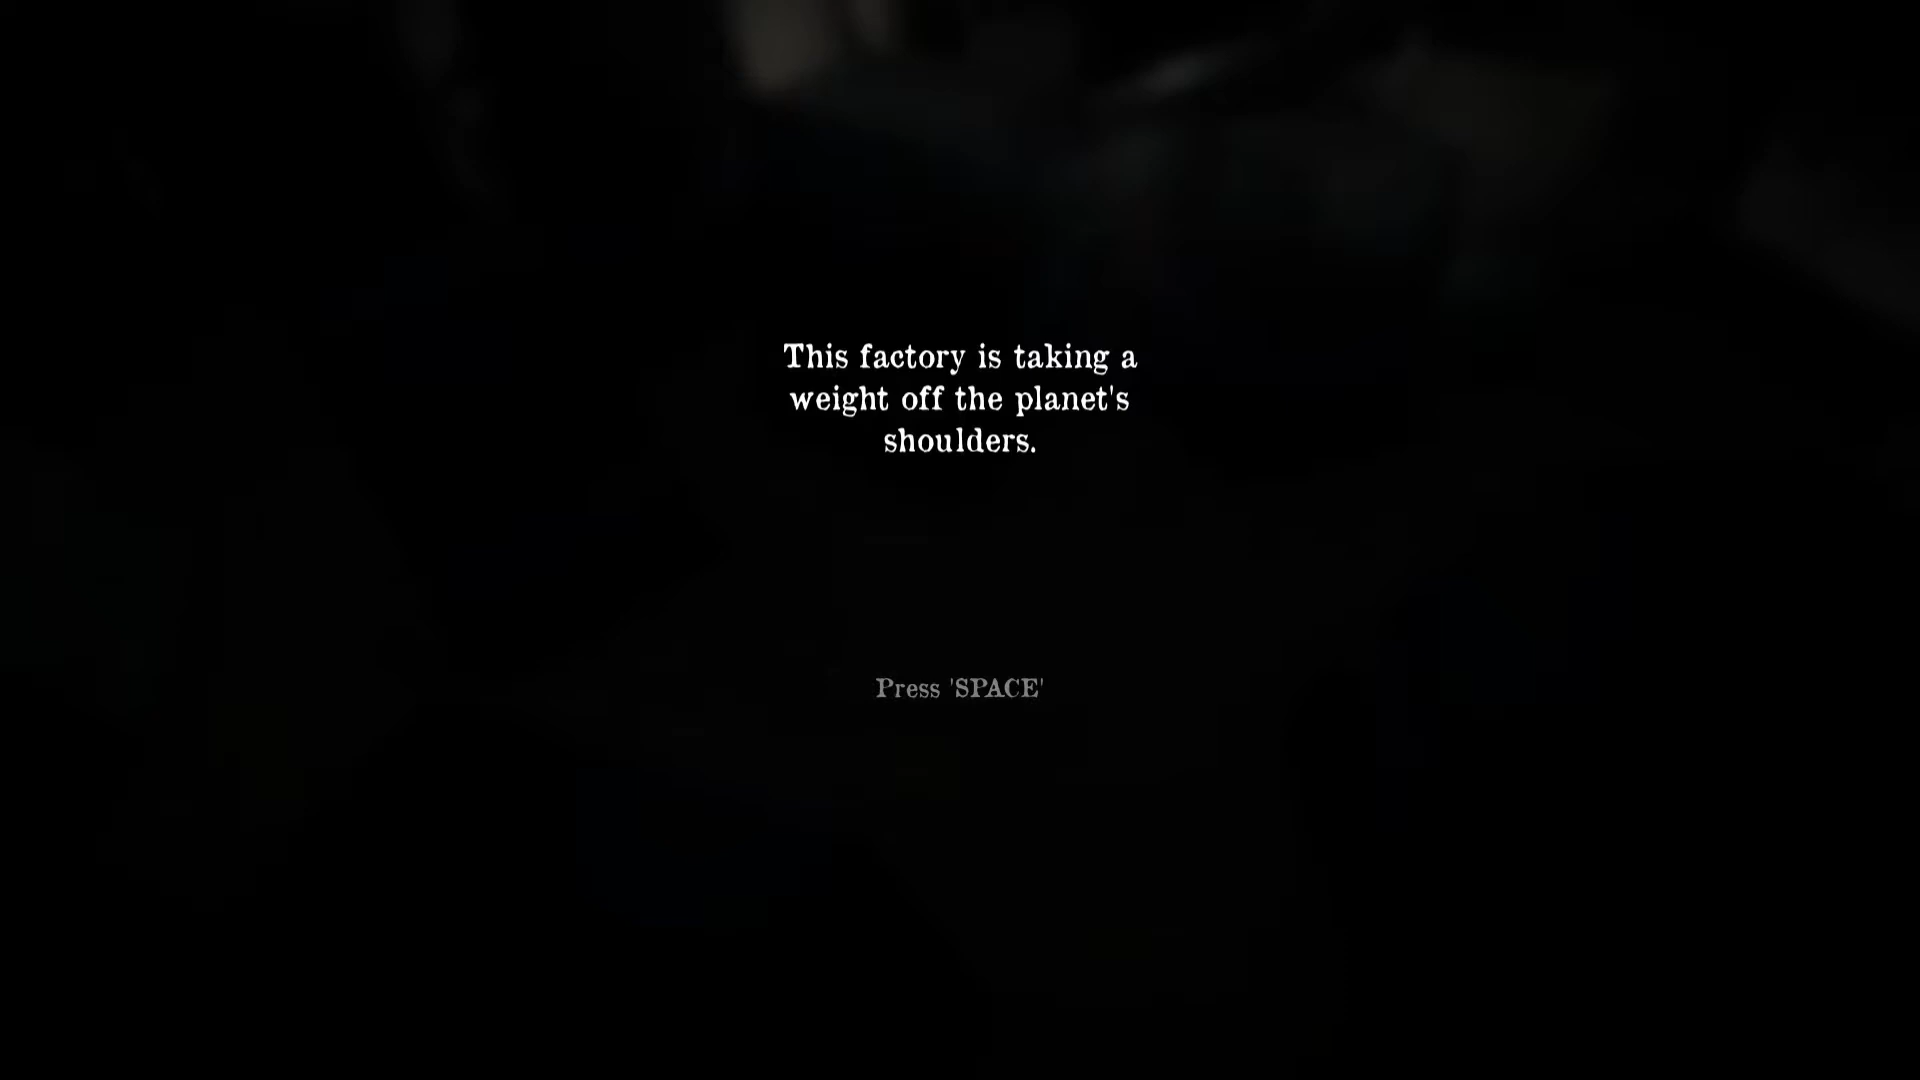 This factory is taking a
weight off the planet's
shoulders.
Press 'SPACE'